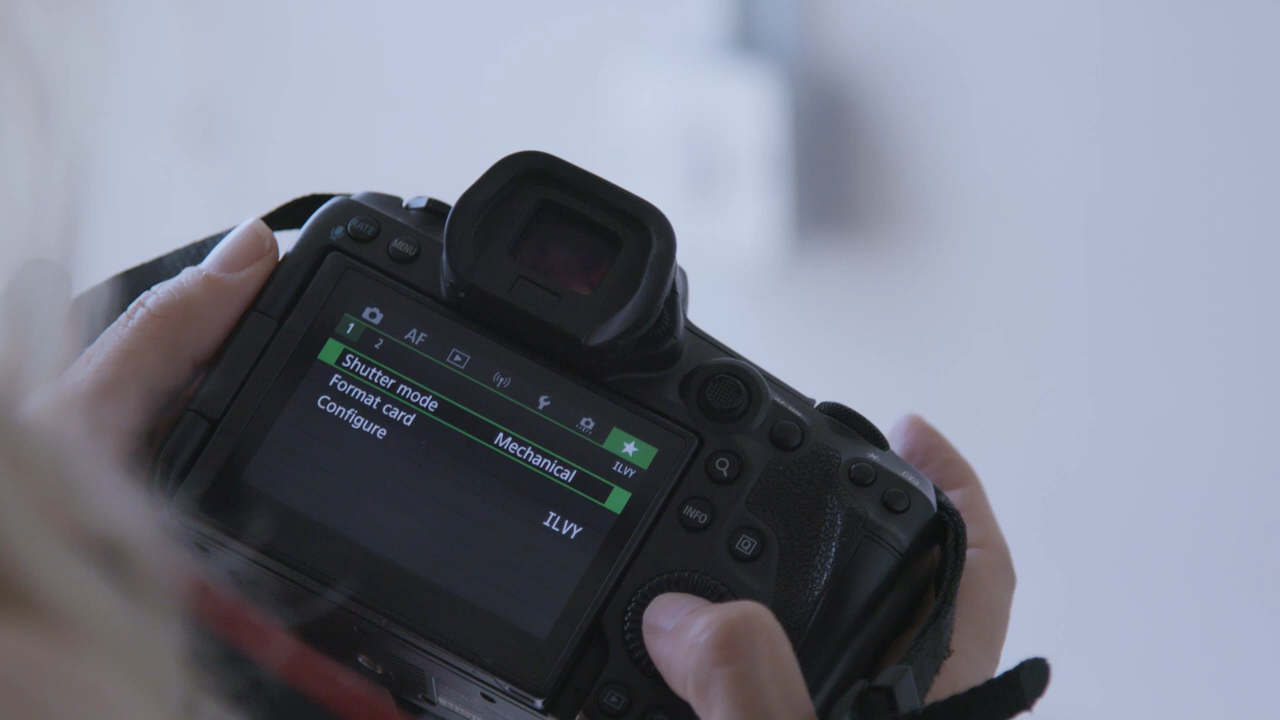 RATE
MENU
AF
1 2
Shutter mode Mechanical
Format card
Configure ILVY
ILVY
INFO